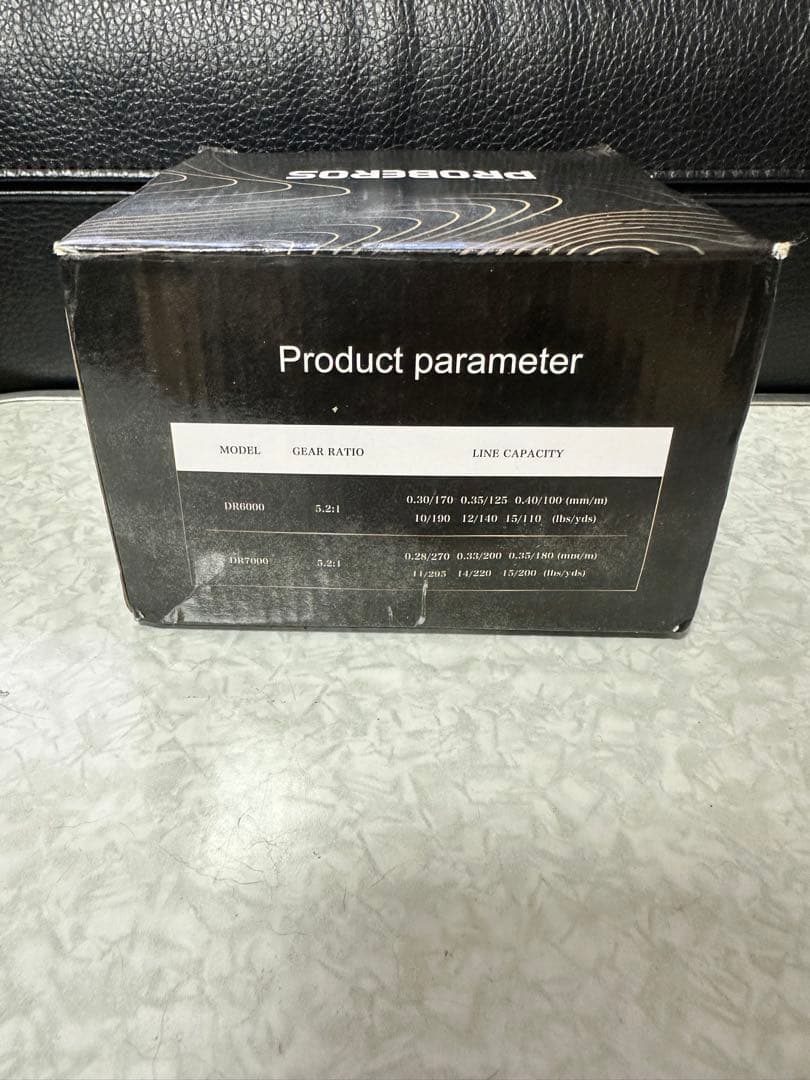 PROBEROS
Product parameter
MODEL GEAR RATIO LINE CAPACITY
DR6000 5.2:1 0.30/170 0.35/125 0.40/100 (mm/m)
10/190 12/140 15/110 (lbs/yds)
DR7000 5.2:1 0.28/270 0.33/200 0.35/180 (mm/m)
11/295 14/220 15/200 (lbs/yds)